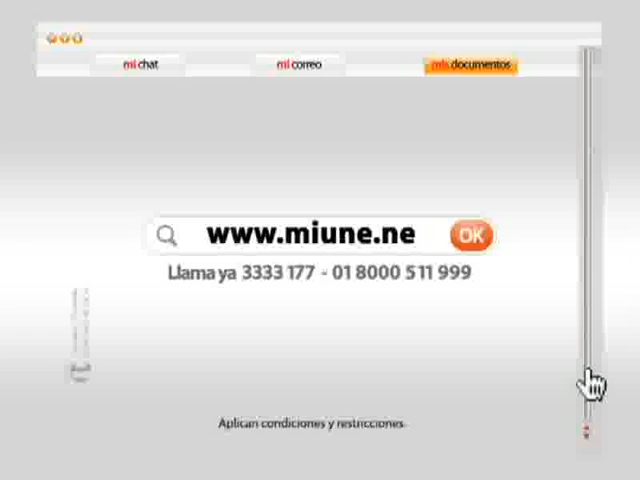 mi chat
mi correo
mis documentos
www.miune.ne
OK
Llama ya 3333 177 - 01 8000 511 999
Aplican condiciones y restricciones.